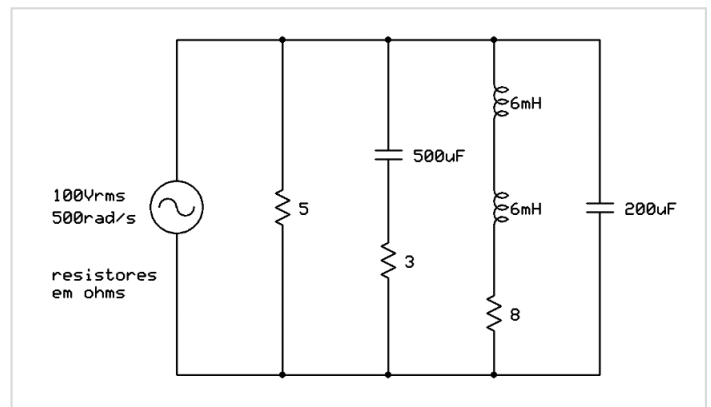 6mH
500uF
100Vrms
500rad/s
5
6mH
200uF
resistores
em ohms
3
8